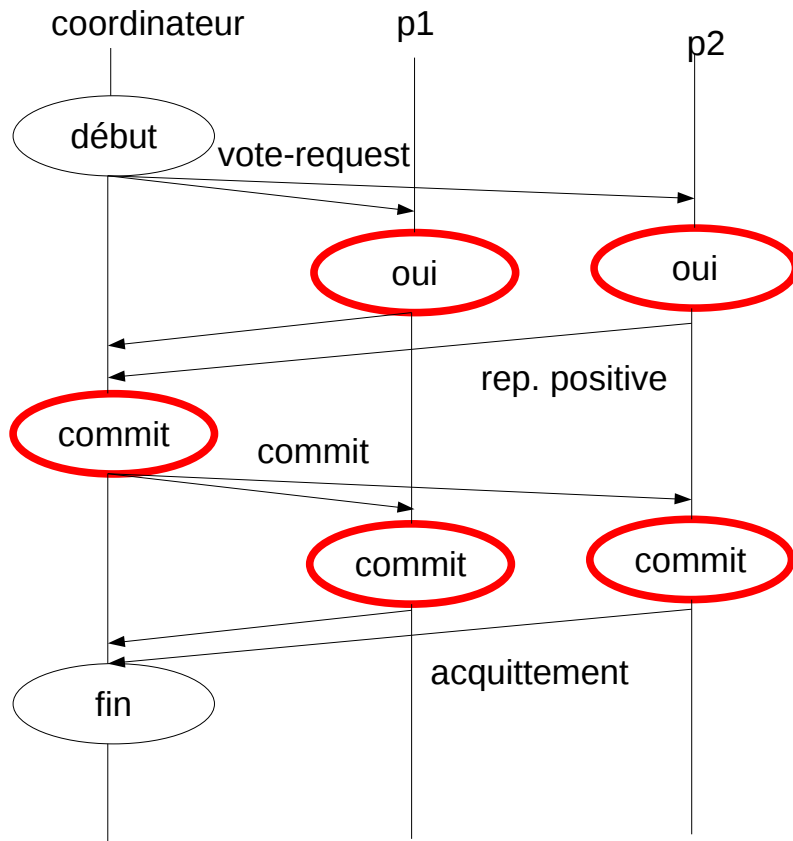 coordinateur
p1
p2
début
vote-request
oui
oui
rep. positive
commit
commit
commit
commit
acquittement
fin